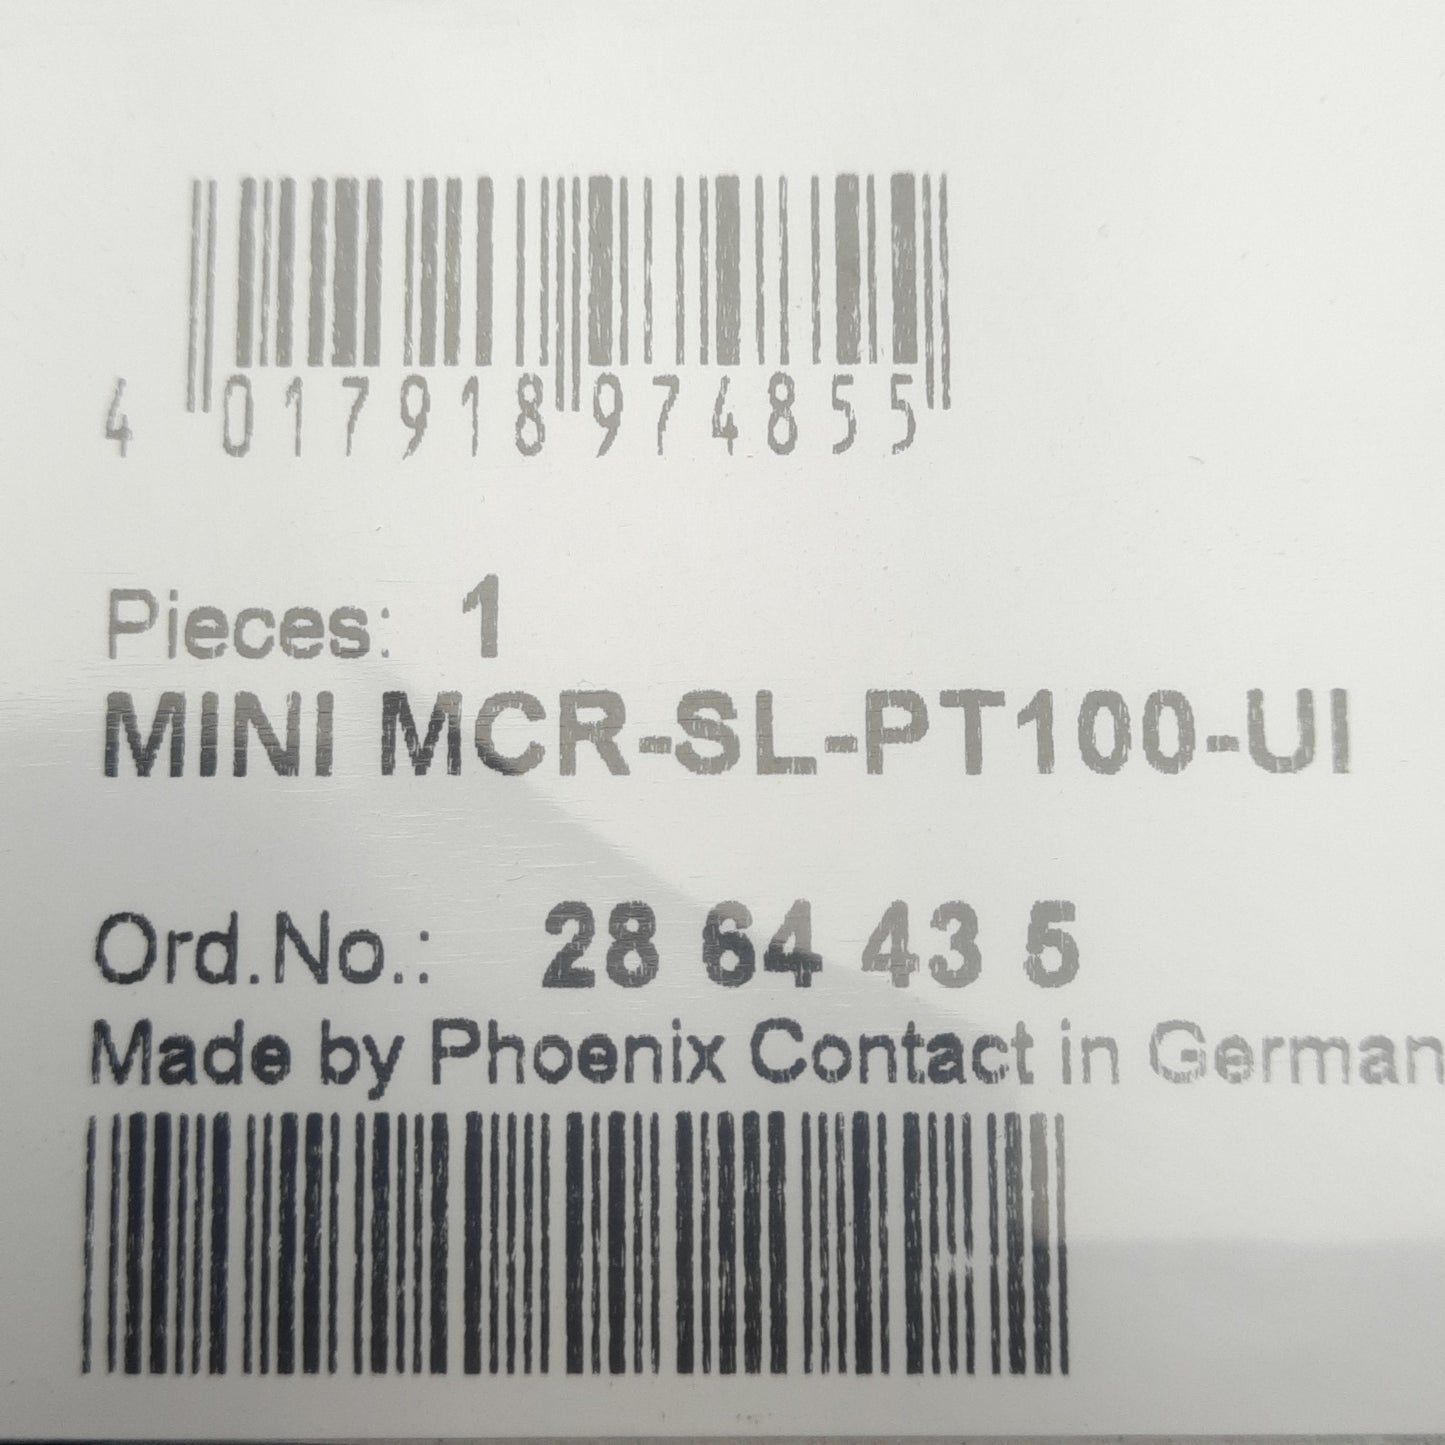 4 017918 974855
Pieces: 1
MINI MCR-SL-PT100-UI
Ord.No.: 28 64 43 5
Made by Phoenix Contact in German